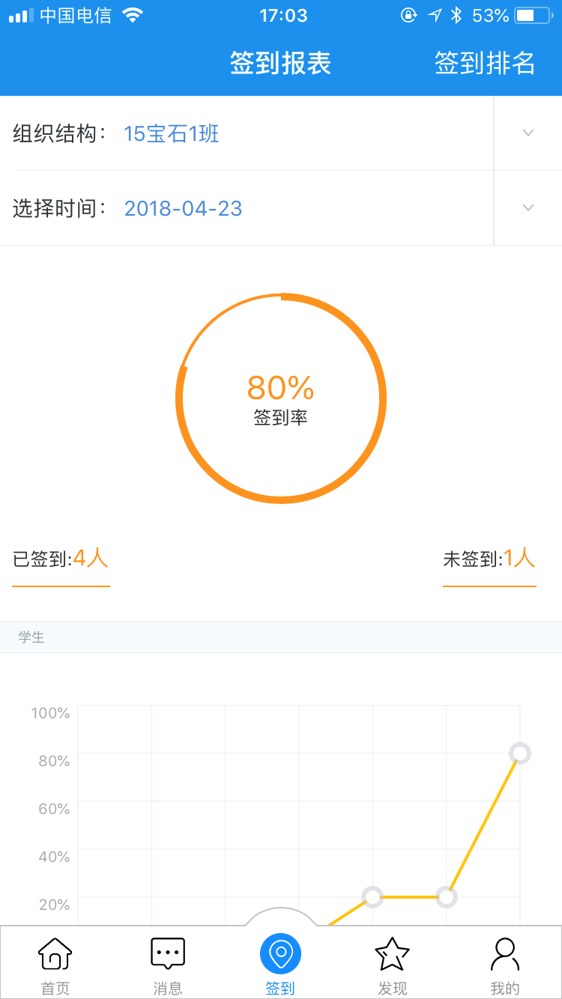 中国电信 17:03 53%
签到报表 签到排名
组织结构： 15宝石1班
选择时间： 2018-04-23
80%
签到率
已签到:4人 未签到:1人
学生
100%
80%
60%
40%
20%
首页 消息 签到 发现 我的